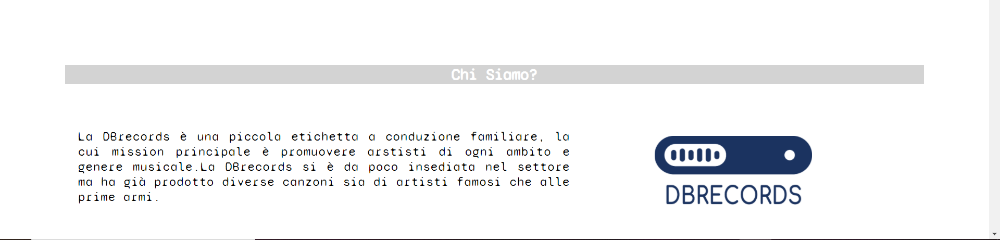 Chi Siamo?
La DBrecords è una piccola etichetta a conduzione familiare, la
cui mission principale è promuovere arstisti di ogni ambito e
genere musicale.La DBrecords si è da poco insediata nel settore
ma ha già prodotto diverse canzoni sia di artisti famosi che alle
prime armi.
DBRECORDS